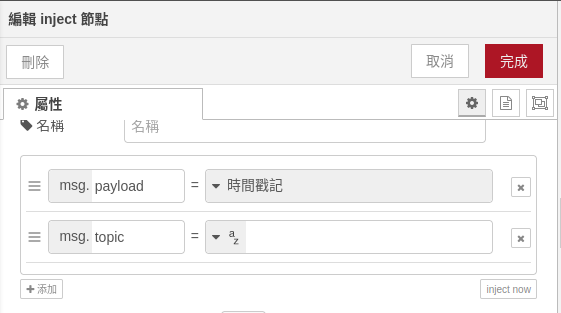 編輯 inject 節點
刪除 取消 完成
屬性
名稱 名稱
msg. payload = 時間戳記 ×
msg. topic = a z ×
+ 添加 inject now